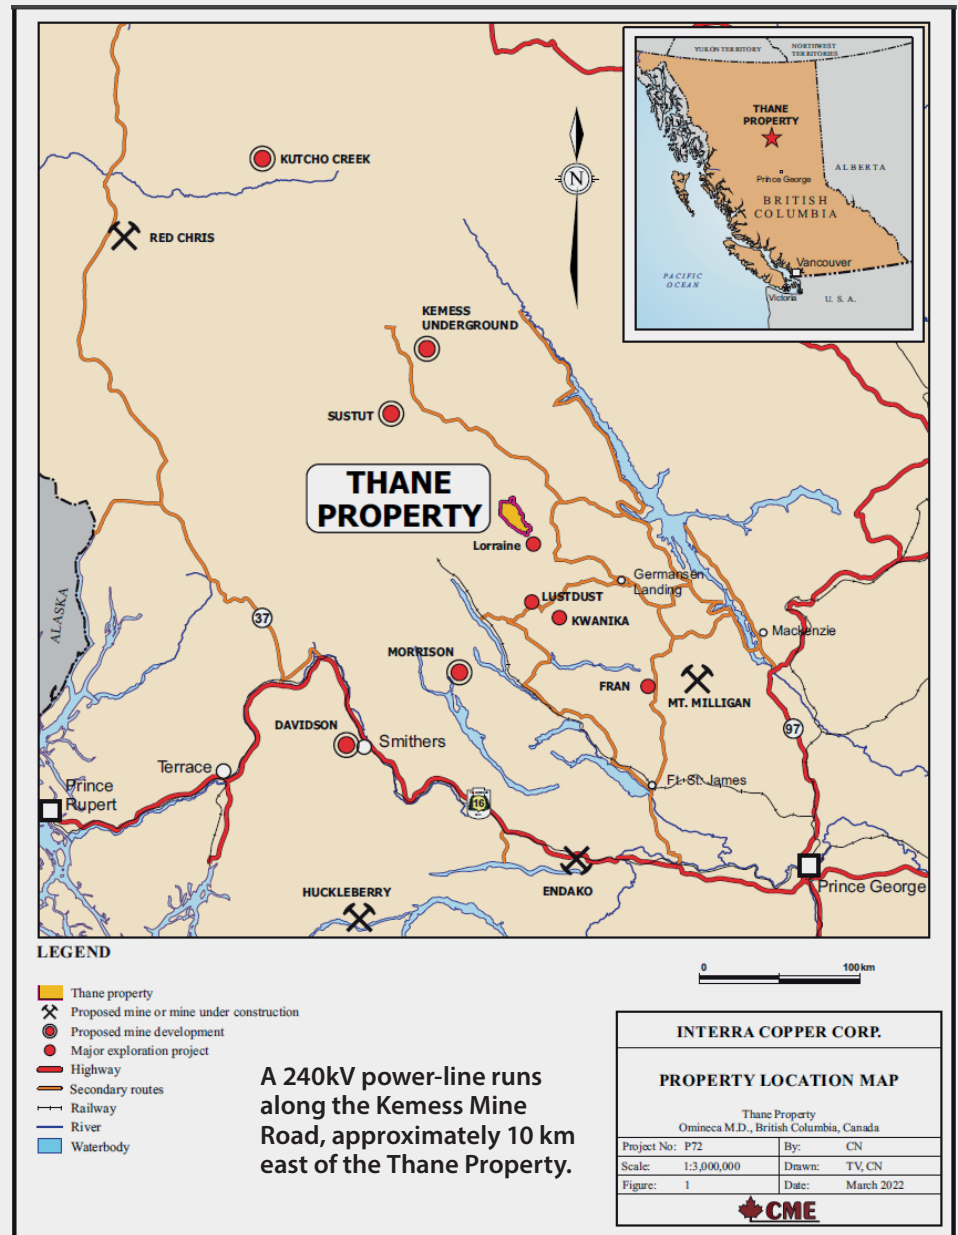 YUKON TERRITORY
NORTHWEST
TERRITORIES
THANE
PROPERTY
ALBERTA
Prince George
BRITISH
COLUMBIA
Vancouver
PACIFIC
OCEAN
Victoria
U. S. A.
KUTCHO CREEK
N
RED CHRIS
KEMESS
UNDERGROUND
SUSTUT
THANE
PROPERTY
Lorraine
Germansen
Landing
LUSTDUST
KWANIKA
ALASKA
37
Mackenzie
MORRISON
FRAN
MT. MILLIGAN
DAVIDSON
97
Smithers
Terrace
Ft. St. James
Prince
Rupert
16
Prince George
HUCKLEBERRY
ENDAKO
LEGEND
Thane property
Proposed mine or mine under construction
Proposed mine development
Major exploration project
Highway
Secondary routes
Railway
River
Waterbody
0 100 km
A 240kV power-line runs
along the Kemess Mine
Road, approximately 10 km
east of the Thane Property.
INTERRA COPPER CORP.
PROPERTY LOCATION MAP
Thane Property
Omineca M.D., British Columbia, Canada
Project No: P72 By: CN
Scale: 1:3,000,000 Drawn: TV, CN
Figure: 1 Date: March 2022
CME